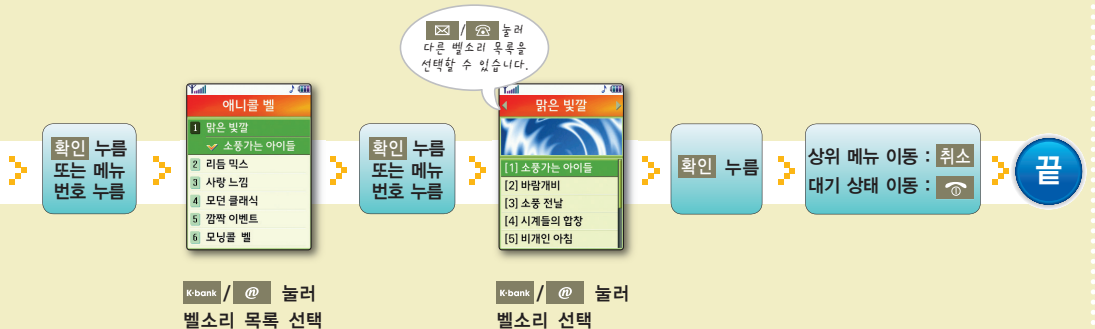 ✉ / ☎ 눌러
다른 벨소리 목록을
선택할 수 있습니다.
확인 누름
또는 메뉴
번호 누름
애니콜 벨
1 맑은 빛깔
소풍가는 아이들
2 리듬 믹스
3 사랑 느낌
4 모던 클래식
5 깜짝 이벤트
6 모닝콜 벨
K·bank / @ 눌러
벨소리 목록 선택
확인 누름
또는 메뉴
번호 누름
맑은 빛깔
[1] 소풍가는 아이들
[2] 바람개비
[3] 소풍 전날
[4] 시계들의 합창
[5] 비개인 아침
K·bank / @ 눌러
벨소리 선택
확인 누름
상위 메뉴 이동 : 취소
대기 상태 이동 :
끝